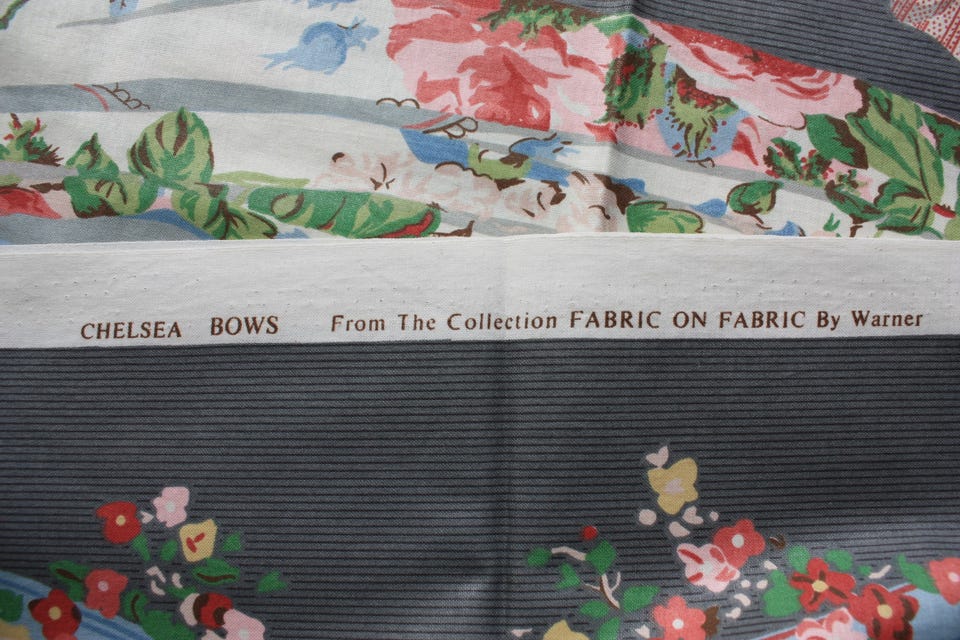 CHELSEA BOWS From The Collection FABRIC ON FABRIC By Warner